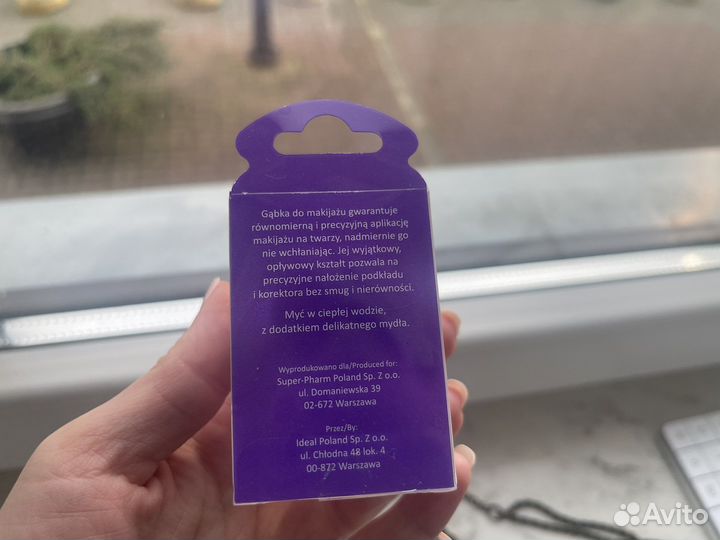 Gąbka do makijażu gwarantuje
równomierną i precyzyjną aplikację
makijażu na twarzy, nadmiernie go
nie wchłaniając. Jej wyjątkowy,
opływowy kształt pozwala na
precyzyjne nałożenie podkładu
i korektora bez smug i nierówności.
Myć w ciepłej wodzie,
z dodatkiem delikatnego mydła.
Wyprodukowano dla/Produced for:
Super-Pharm Poland Sp. Z o.o.
ul. Domaniewska 39
02-672 Warszawa
Przez/By:
Ideal Poland Sp. Z o.o.
ul. Chłodna 48 lok. 4
00-872 Warszawa
Avito